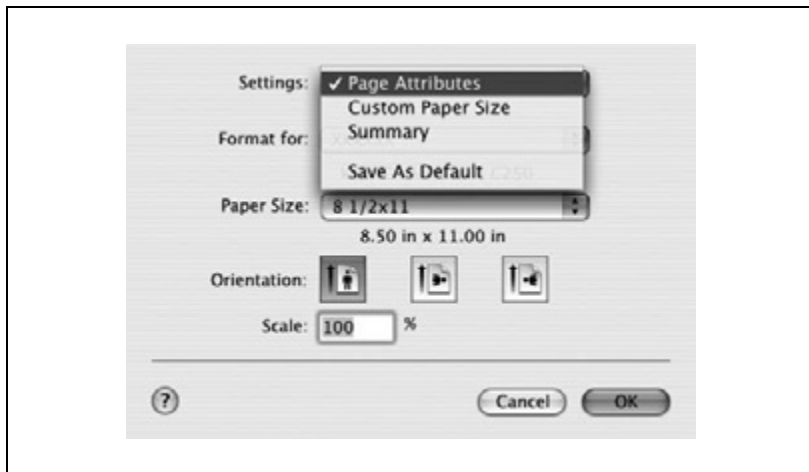 Settings: ✓ Page Attributes
Custom Paper Size
Summary
Save As Default
Format for:
C250
Paper Size: 8 1/2x11
8.50 in x 11.00 in
Orientation:
Scale: 100 %
? Cancel OK